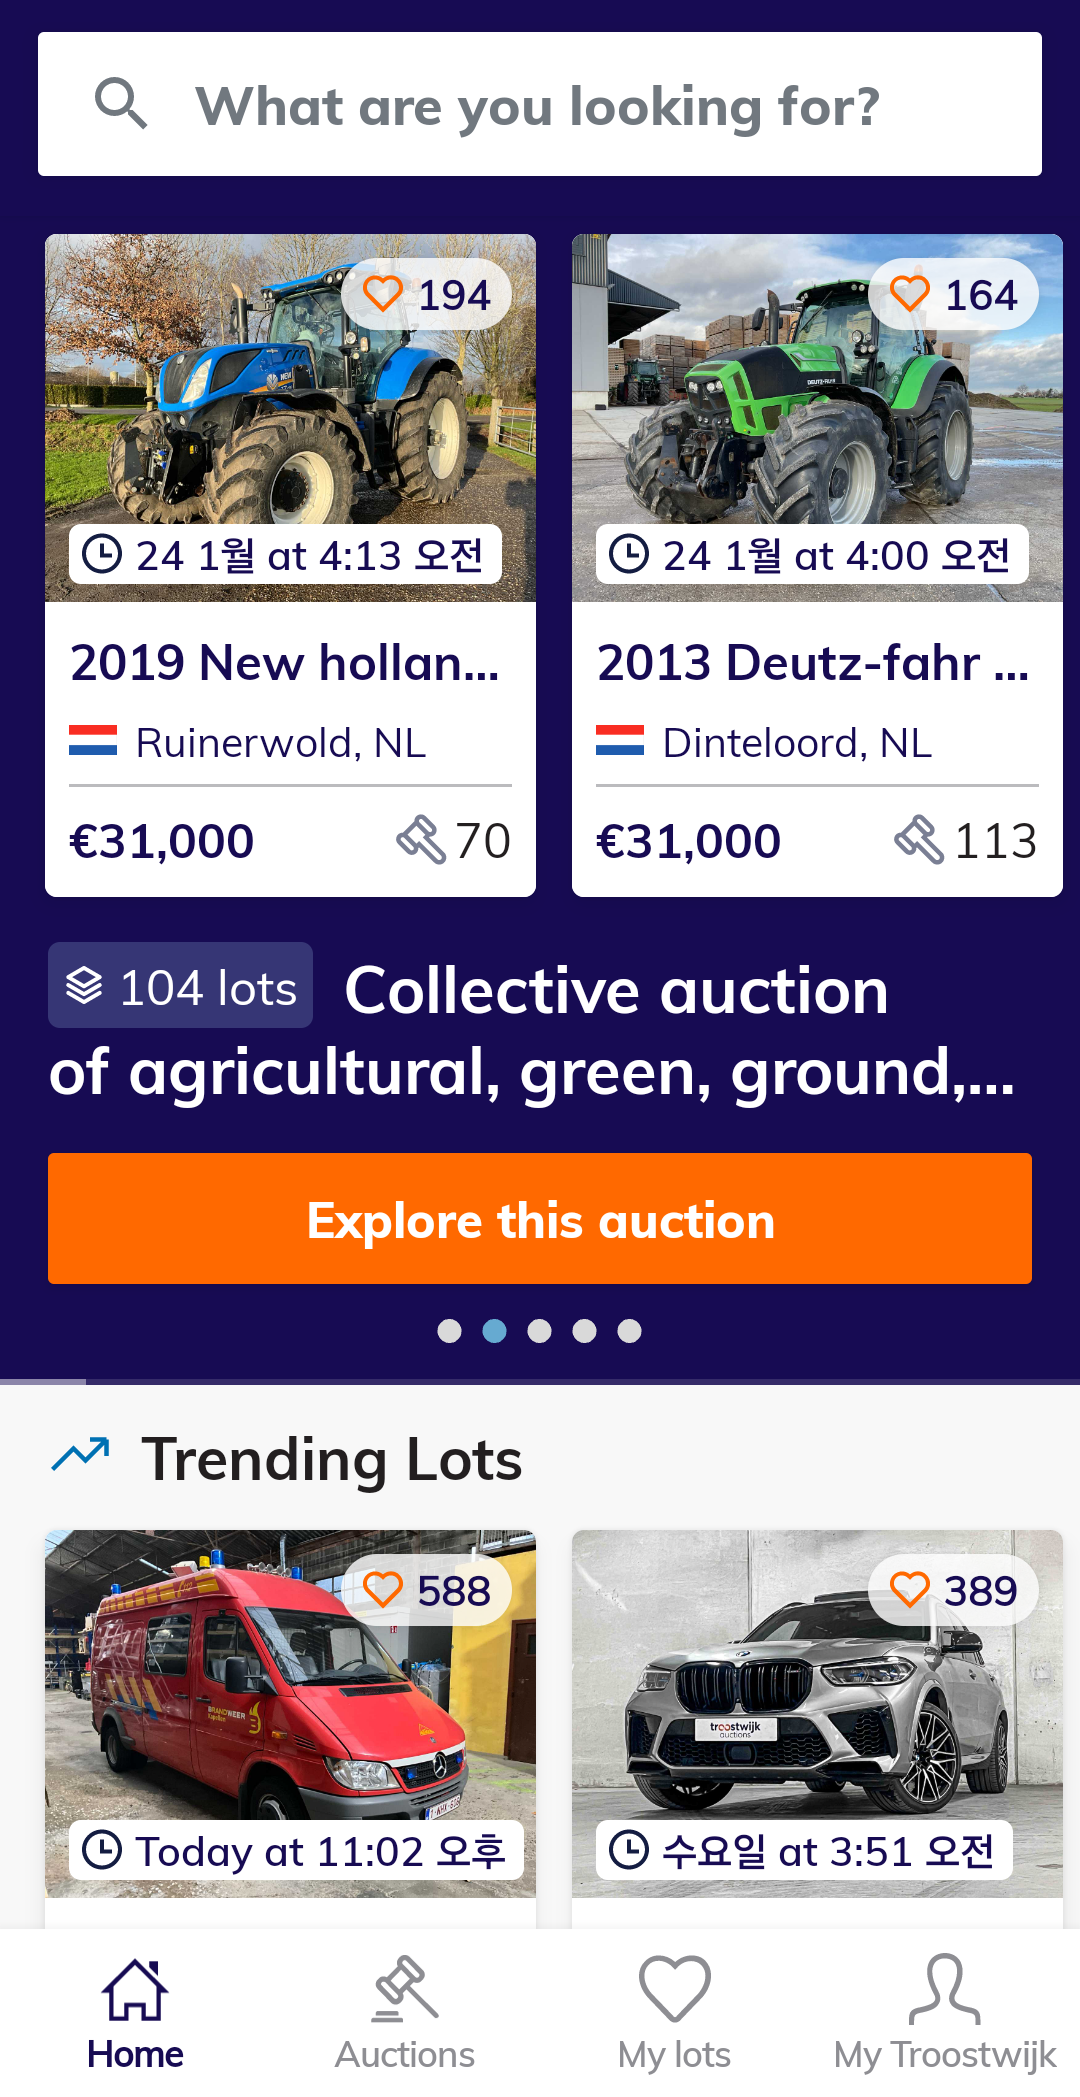 What are you looking for?
194
164
24 1월 at 4:13 오전
24 1월 at 4:00 오전
2019 New hollan...
2013 Deutz-fahr ...
Ruinerwold, NL
Dinteloord, NL
€31,000
70
€31,000
113
104 lots
Collective auction
of agricultural, green, ground,...
Explore this auction
Trending Lots
588
389
BRANDWEER
troostwijk
auctions
Today at 11:02 오후
수요일 at 3:51 오전
Home
Auctions
My lots
My Troostwijk